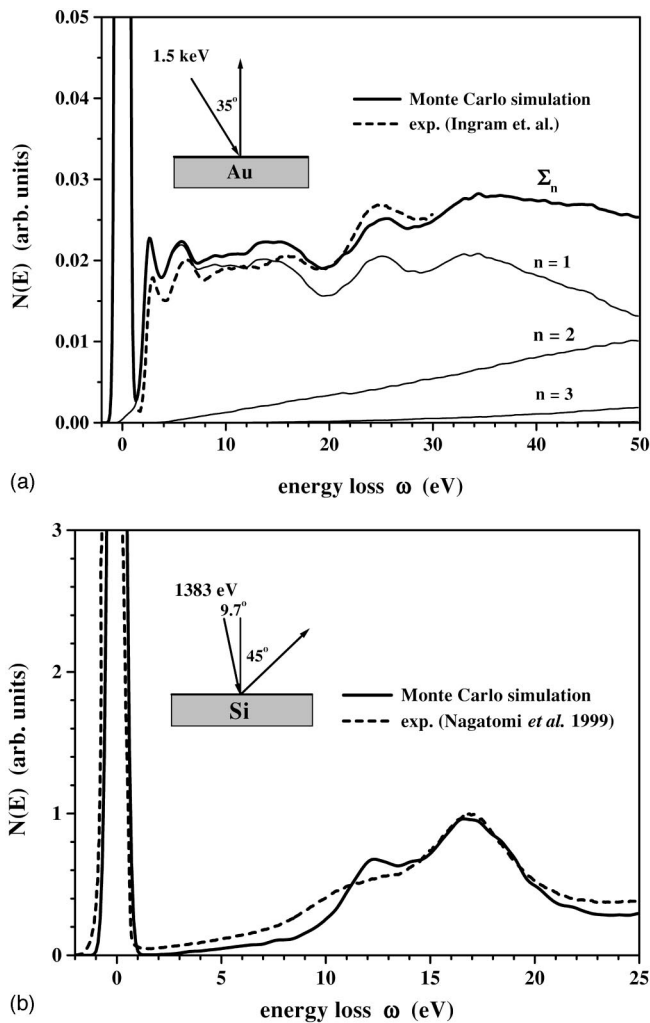 0.05
0.04
0.03
0.02
0.01
0.00
N(E) (arb. units)
1.5 keV
35°
Au
Monte Carlo simulation
exp. (Ingram et. al.)
Σn
n = 1
n = 2
n = 3
0 10 20 30 40 50
energy loss ω (eV)
(a)
3
2
1
0
N(E) (arb. units)
1383 eV
9.7°
45°
Si
Monte Carlo simulation
exp. (Nagatomi et al. 1999)
0 5 10 15 20 25
energy loss ω (eV)
(b)